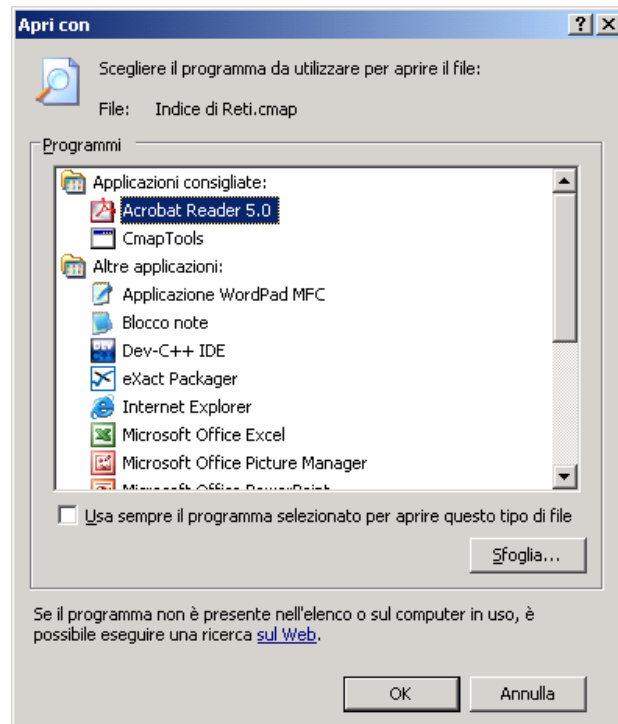 Apri con
Scegliere il programma da utilizzare per aprire il file:
File: Indice di Reti.cmap
Programmi
Applicazioni consigliate:
Acrobat Reader 5.0
CmapTools
Altre applicazioni:
Applicazione WordPad MFC
Blocco note
Dev-C++ IDE
eXact Packager
Internet Explorer
Microsoft Office Excel
Microsoft Office Picture Manager
Microsoft Office PowerPoint
Usa sempre il programma selezionato per aprire questo tipo di file
Sfoglia...
Se il programma non è presente nell'elenco o sul computer in uso, è
possibile eseguire una ricerca sul Web.
OK
Annulla